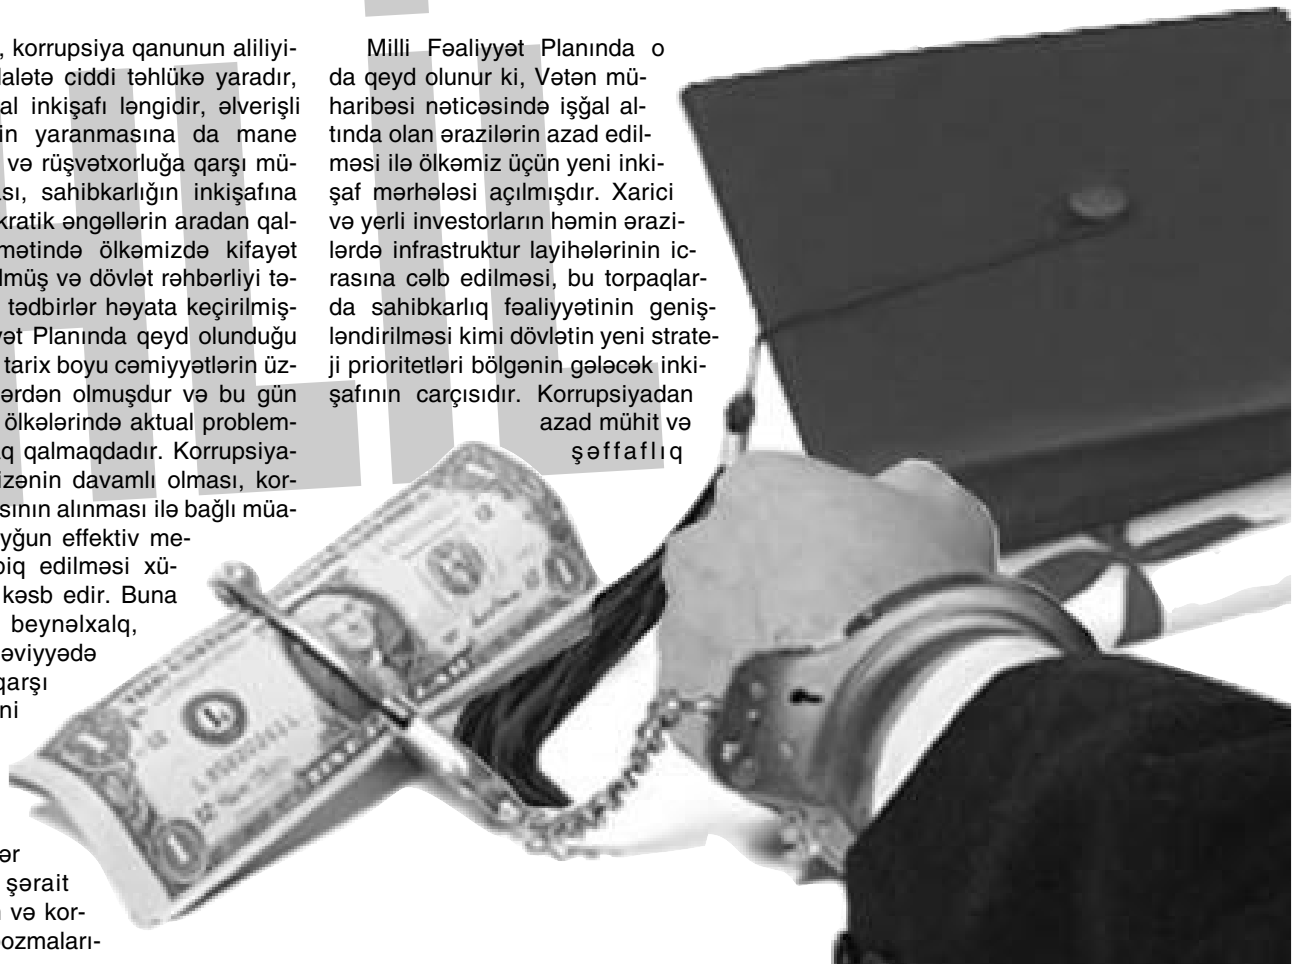 , korrupsiya qanunun aliliyi-
lalətə ciddi təhlükə yaradır,
al inkişafı ləngidir, əlverişli
in yaranmasına da mane
və rüşvətxorluğa qarşı mü-
ası, sahibkarlığın inkişafına
kratik əngəllərin aradan qal-
mətində ölkəmizdə kifayət
lmüş və dövlət rəhbərliyi tə-
tədbirlər həyata keçirilmiş-
yət Planında qeyd olunduğu
tarix boyu cəmiyyətlərin üz-
ərdən olmuşdur və bu gün
ölkələrində aktual problem-
aq qalmaqdadır. Korrupsiya-
izənin davamlı olması, kor-
sının alınması ilə bağlı müa-
yğun effektiv me-
biq edilməsi xü-
kəsb edir. Buna
beynəlxalq,
əviyyədə
qarşı
ni
ər
şərait
və kor-
ozmaları-
Milli Fəaliyyət Planında o
da qeyd olunur ki, Vətən mü-
haribəsi nəticəsində işğal al-
tında olan ərazilərin azad edil-
məsi ilə ölkəmiz üçün yeni inki-
şaf mərhələsi açılmışdır. Xarici
və yerli investorların həmin ərazi-
lərdə infrastruktur layihələrinin ic-
rasına cəlb edilməsi, bu torpaqlar-
da sahibkarlıq fəaliyyətinin geniş-
ləndirilməsi kimi dövlətin yeni strate-
ji prioritetləri bölgənin gələcək inki-
şafının carçısıdır. Korrupsiyadan
azad mühit və
şəffaflıq